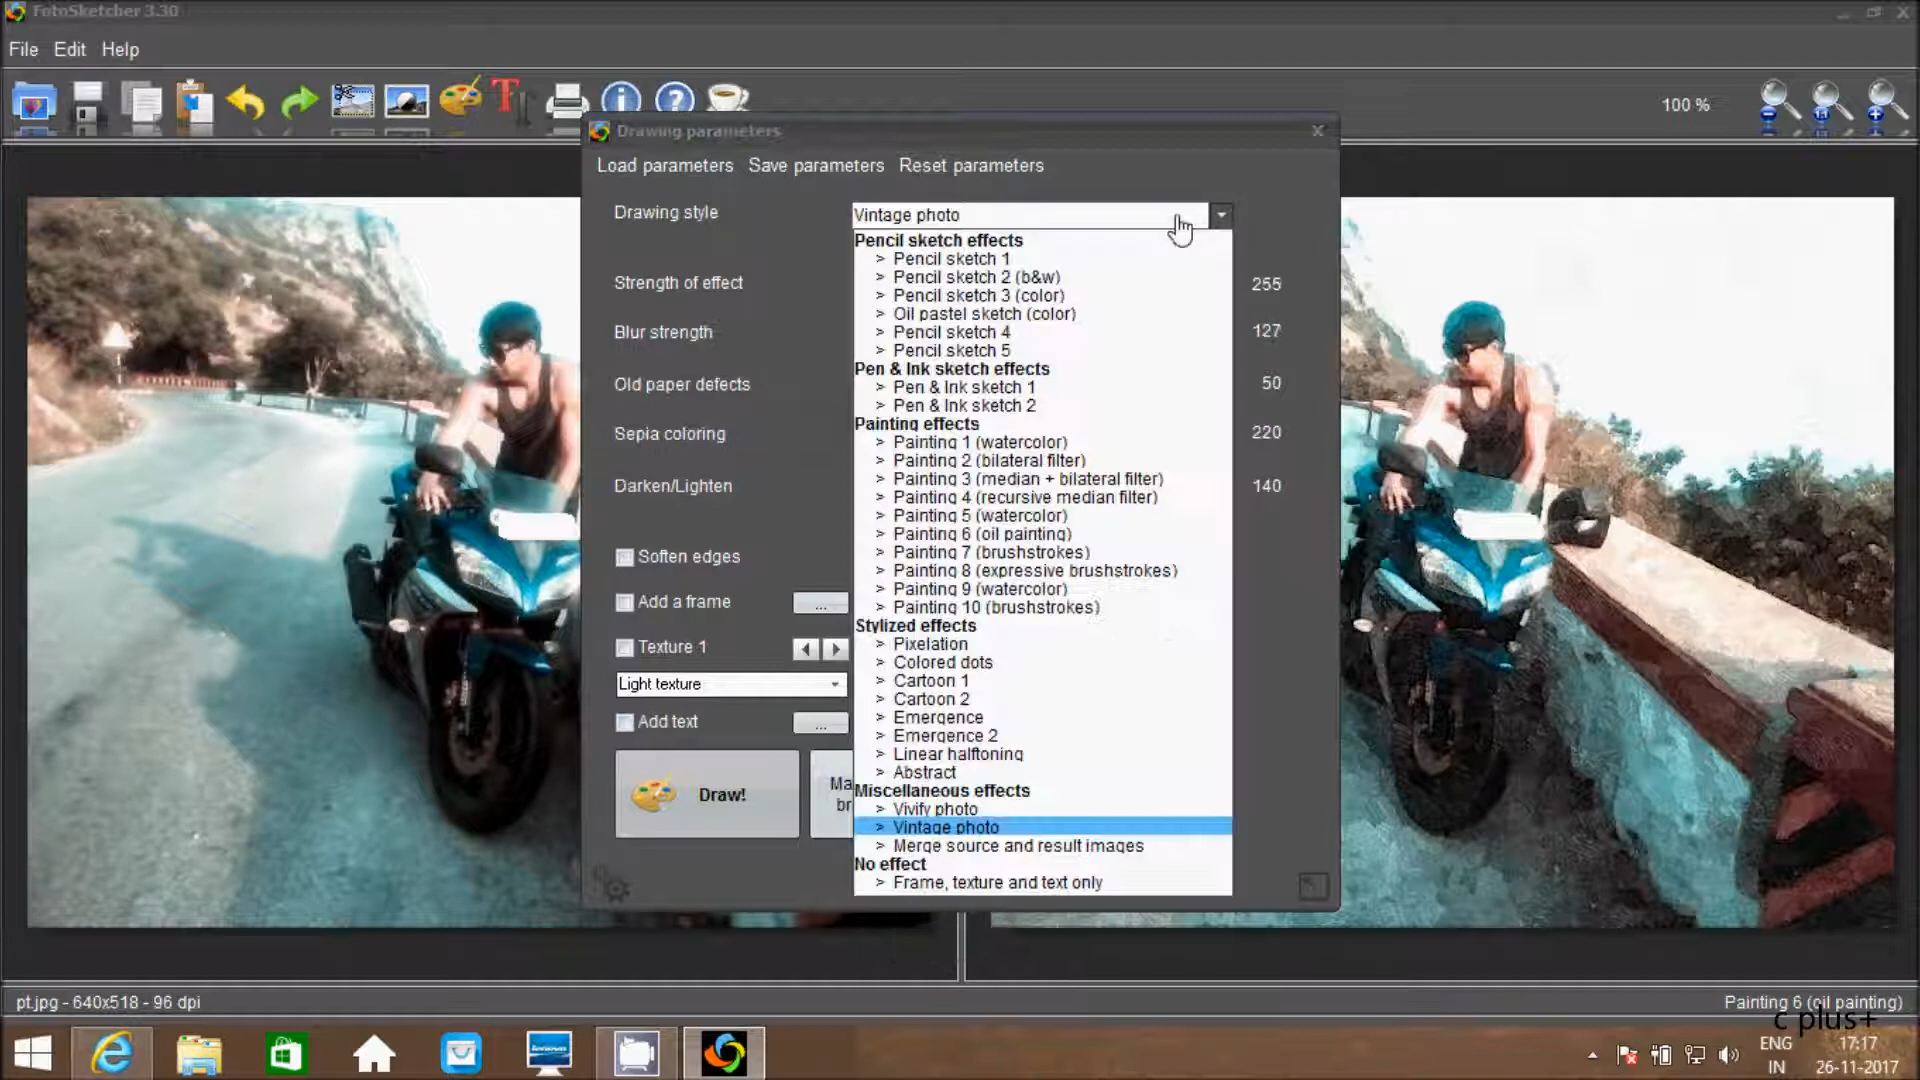 FotoSketcher 3.30
File Edit Help
100 %
Drawing parameters
Load parameters Save parameters Reset parameters
Drawing style
Vintage photo
Pencil sketch effects
> Pencil sketch 1
> Pencil sketch 2 (b&w)
> Pencil sketch 3 (color)
> Oil pastel sketch (color)
> Pencil sketch 4
> Pencil sketch 5
Pen & Ink sketch effects
> Pen & Ink sketch 1
> Pen & Ink sketch 2
Painting effects
> Painting 1 (watercolor)
> Painting 2 (bilateral filter)
> Painting 3 (median + bilateral filter)
> Painting 4 (recursive median filter)
> Painting 5 (watercolor)
> Painting 6 (oil painting)
> Painting 7 (brushstrokes)
> Painting 8 (expressive brushstrokes)
> Painting 9 (watercolor)
> Painting 10 (brushstrokes)
Stylized effects
> Pixelation
> Colored dots
> Cartoon 1
> Cartoon 2
> Emergence
> Emergence 2
> Linear halftoning
> Abstract
Miscellaneous effects
> Vivify photo
> Vintage photo
> Merge source and result images
No effect
> Frame, texture and text only
Strength of effect 255
Blur strength 127
Old paper defects 50
Sepia coloring 220
Darken/Lighten 140
Soften edges
Add a frame ...
Texture 1
Light texture
Add text ...
Draw!
Ma
br
pt.jpg - 640x518 - 96 dpi
Painting 6 (oil painting)
c plus+
ENG 17:17
IN 26-11-2017